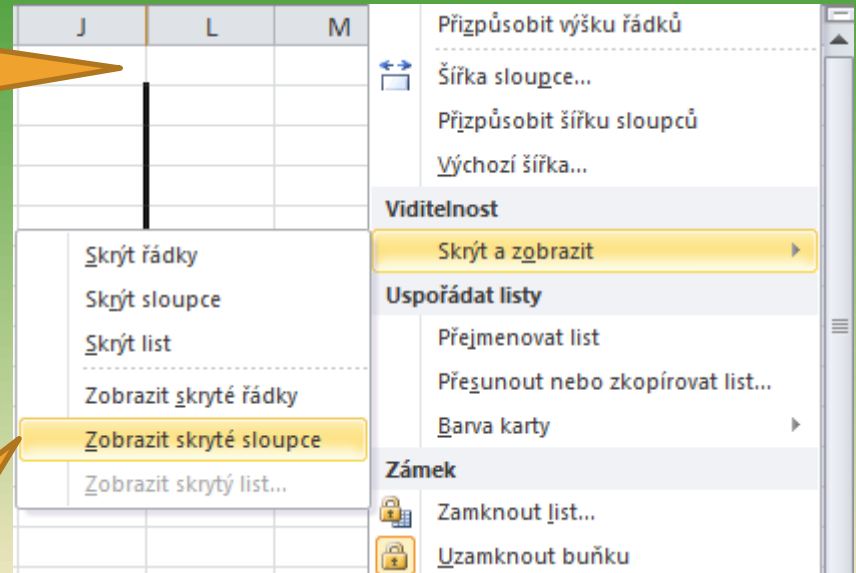 J L M
Přizpůsobit výšku řádků
Šířka sloupce...
Přizpůsobit šířku sloupců
Výchozí šířka...
Viditelnost
Skrýt a zobrazit
Uspořádat listy
Přejmenovat list
Přesunout nebo zkopírovat list...
Barva karty
Zámek
Zamknout list...
Uzamknout buňku
Skrýt řádky
Skrýt sloupce
Skrýt list
Zobrazit skryté řádky
Zobrazit skryté sloupce
Zobrazit skrytý list...